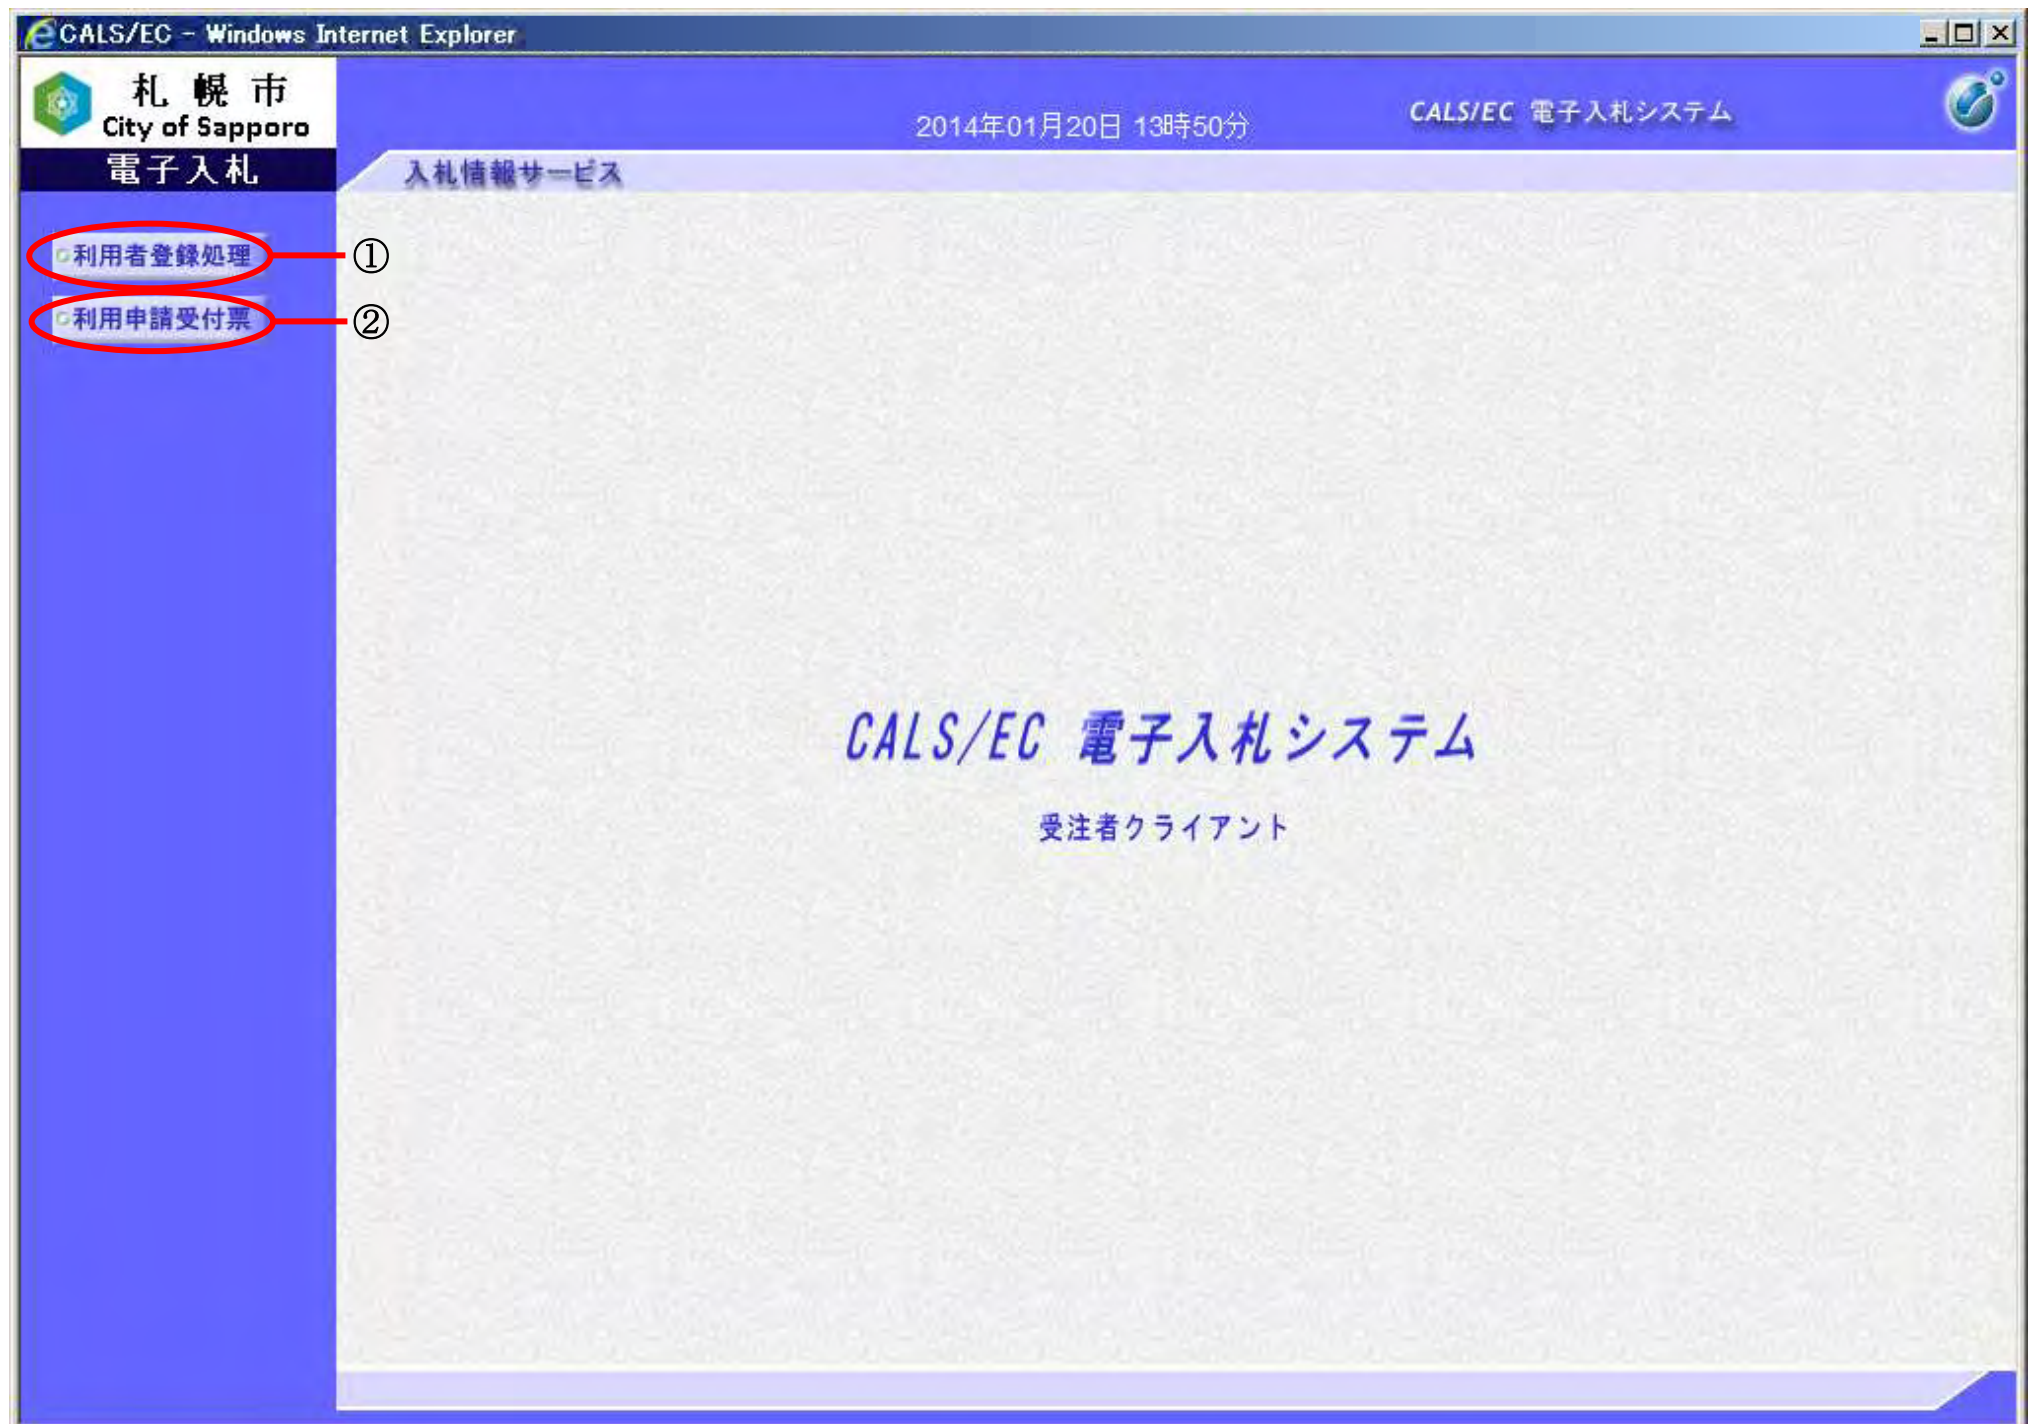 CALS/EC - Windows Internet Explorer
札幌市
City of Sapporo
電子入札
2014年01月20日 13時50分
CALS/EC 電子入札システム
入札情報サービス
利用者登録処理
①
利用申請受付票
②
CALS/EC 電子入札システム
受注者クライアント